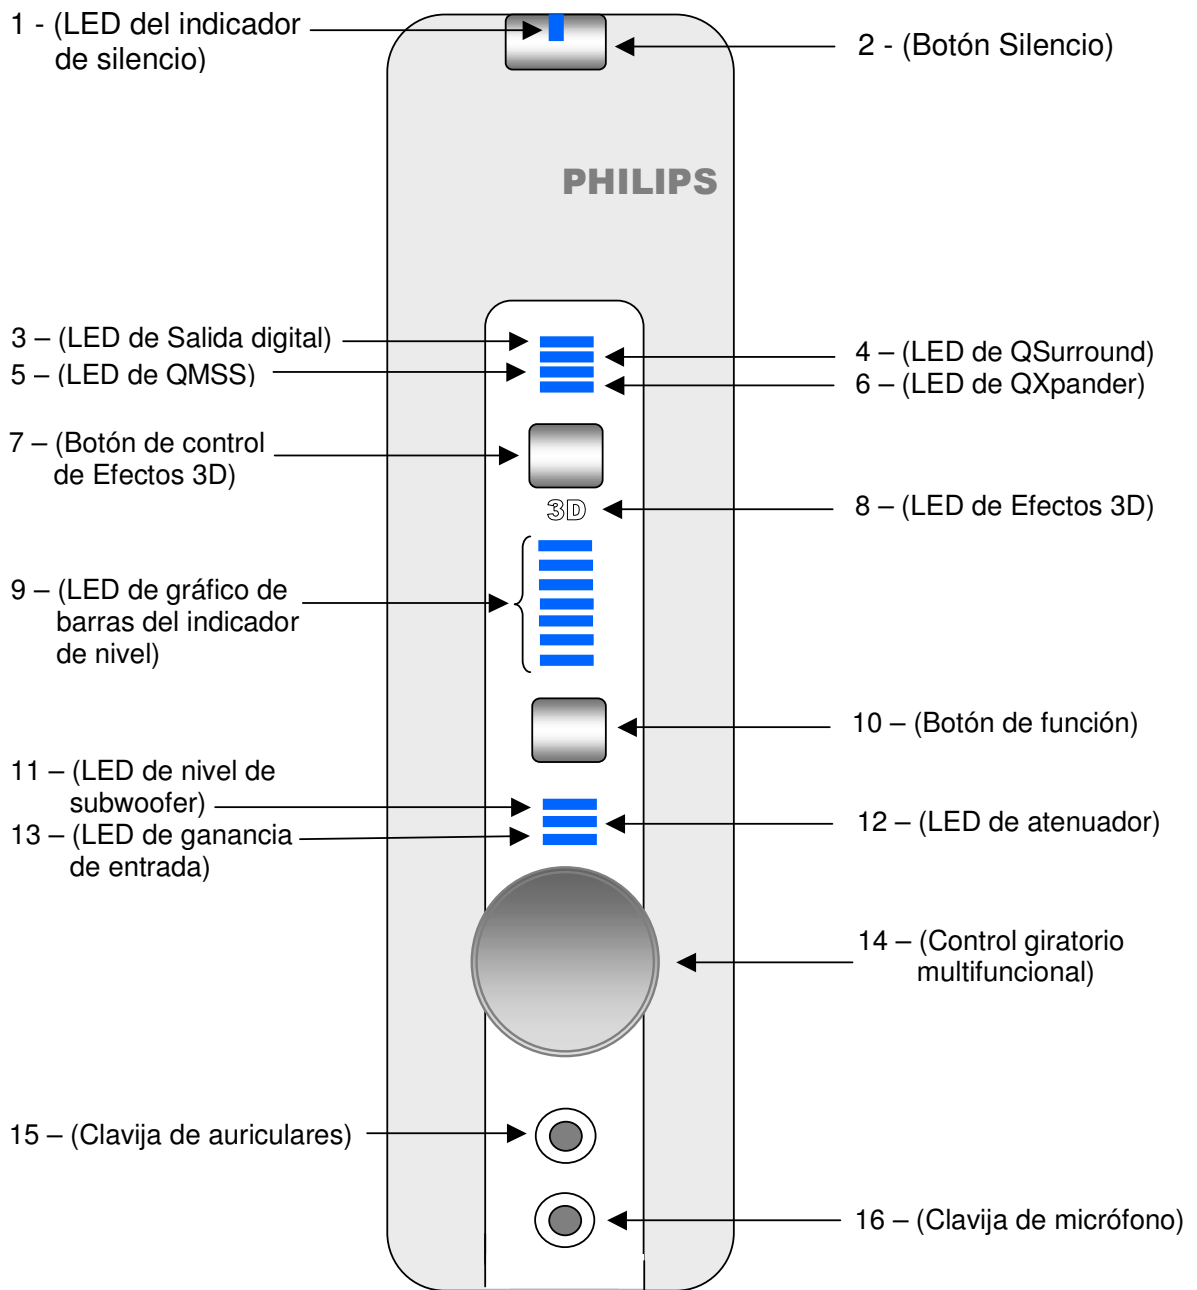 1 - (LED del indicador
de silencio)
2 - (Botón Silencio)
PHILIPS
3 – (LED de Salida digital)
4 – (LED de QSurround)
5 – (LED de QMSS)
6 – (LED de QXpander)
7 – (Botón de control
de Efectos 3D)
3D
8 – (LED de Efectos 3D)
9 – (LED de gráfico de
barras del indicador
de nivel)
10 – (Botón de función)
11 – (LED de nivel de
subwoofer)
12 – (LED de atenuador)
13 – (LED de ganancia
de entrada)
14 – (Control giratorio
multifuncional)
15 – (Clavija de auriculares)
16 – (Clavija de micrófono)